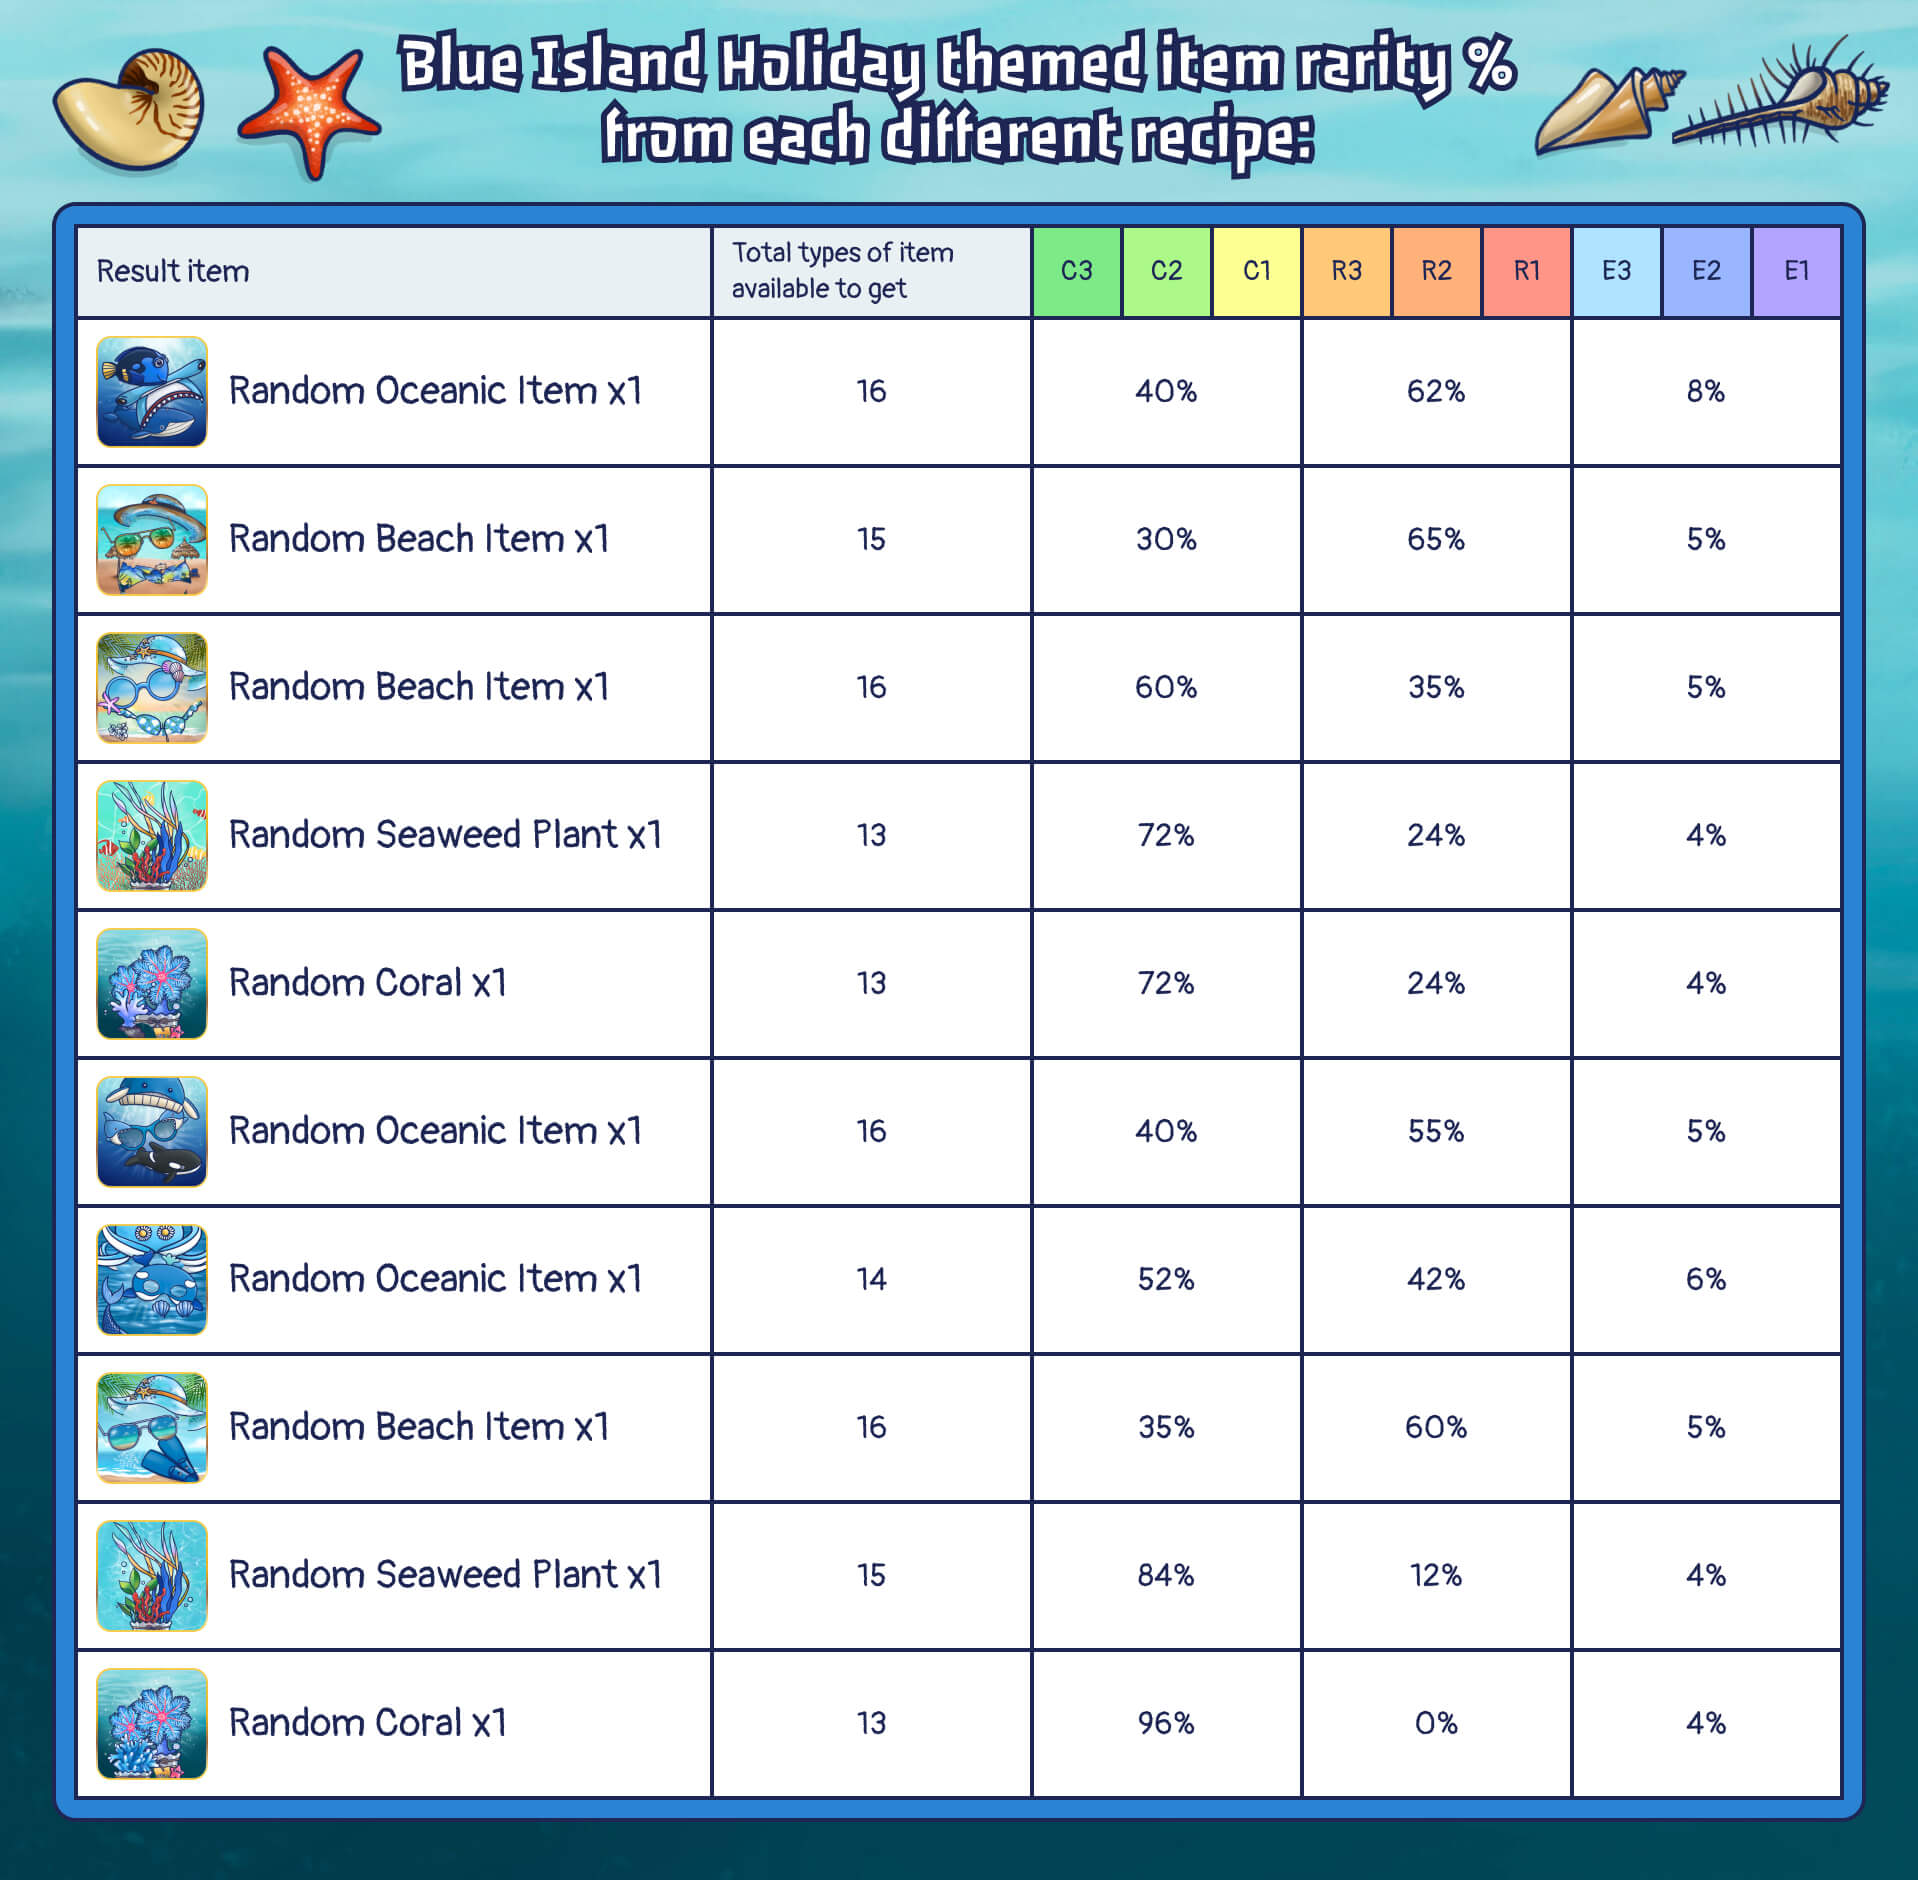 Blue Island Holiday themed item rarity %
from each different recipe:
Result item
Total types of item
available to get
C3 C2 C1 R3 R2 R1 E3 E2 E1
Random Oceanic Item x1 16 40% 62% 8%
Random Beach Item x1 15 30% 65% 5%
Random Beach Item x1 16 60% 35% 5%
Random Seaweed Plant x1 13 72% 24% 4%
Random Coral x1 13 72% 24% 4%
Random Oceanic Item x1 16 40% 55% 5%
Random Oceanic Item x1 14 52% 42% 6%
Random Beach Item x1 16 35% 60% 5%
Random Seaweed Plant x1 15 84% 12% 4%
Random Coral x1 13 96% 0% 4%